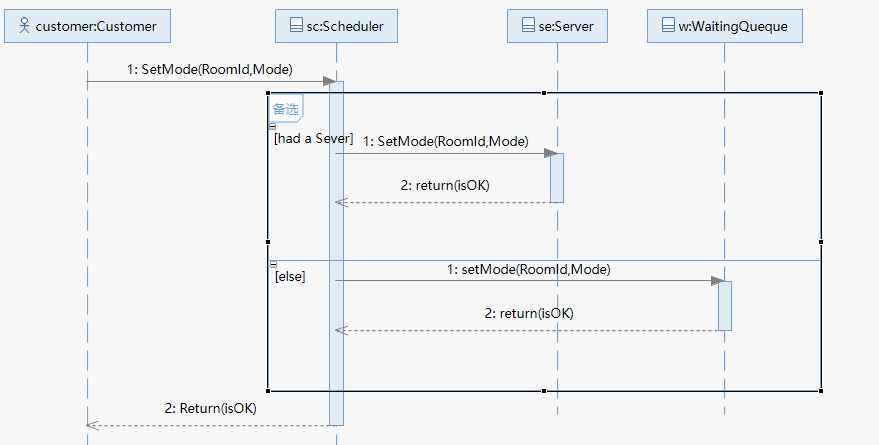 customer:Customer
sc:Scheduler
se:Server
w:WaitingQueque
1: SetMode(RoomId,Mode)
备选
[had a Sever]
1: SetMode(RoomId,Mode)
2: return(isOK)
[else]
1: setMode(RoomId,Mode)
2: return(isOK)
2: Return(isOK)